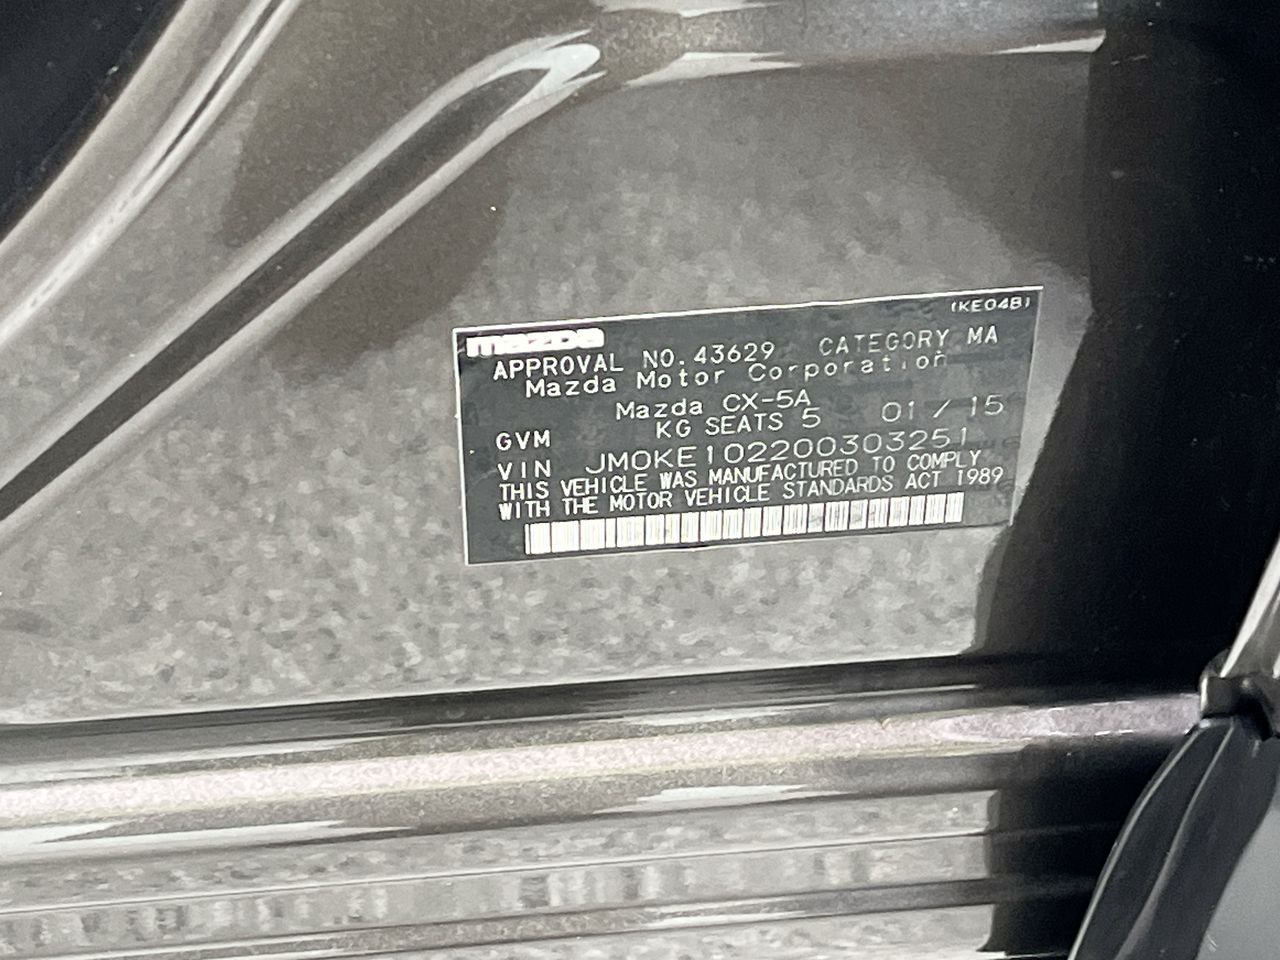 (KE04B)
mazda
APPROVAL NO. 43629 CATEGORY MA
Mazda Motor Corporation
Mazda CX-5A 01/15
GVM KG SEATS 5
VIN JM0KE102200303251
THIS VEHICLE WAS MANUFACTURED TO COMPLY
WITH THE MOTOR VEHICLE STANDARDS ACT 1989